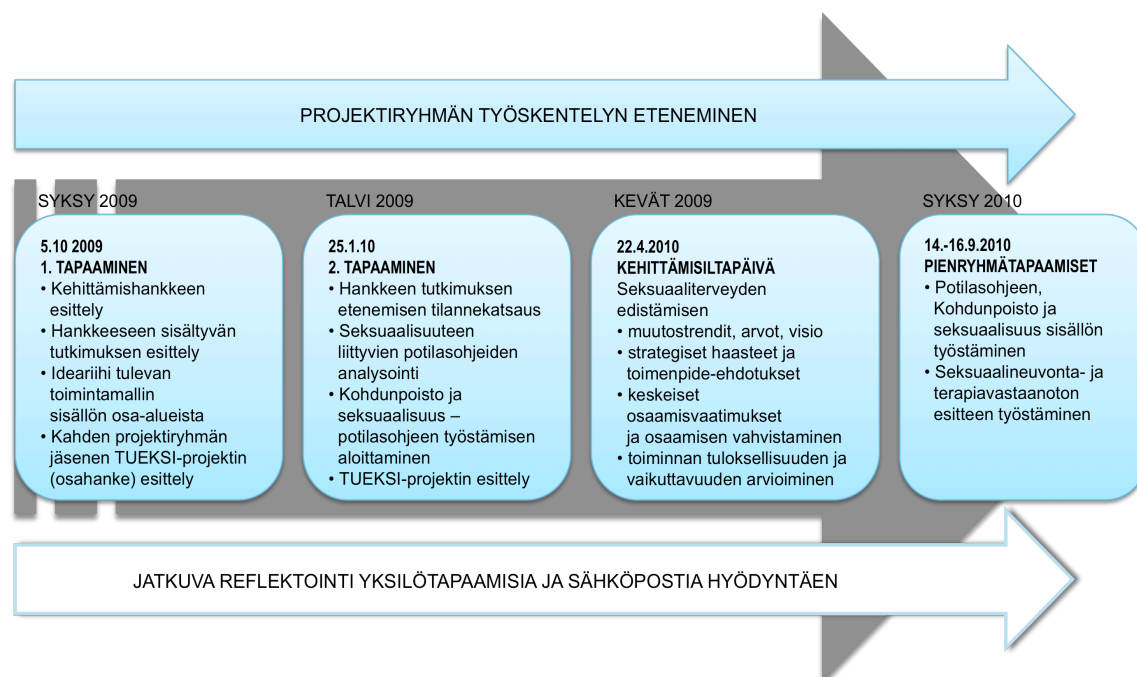 PROJEKTIRYHMÄN TYÖSKENTELYN ETENEMINEN
SYKSY 2009
5.10 2009
1. TAPAAMINEN
• Kehittämishankkeen
esittely
• Hankkeeseen sisältyvän
tutkimuksen esittely
• Ideariihi tulevan
toimintamallin
sisällön osa-alueista
• Kahden projektiryhmän
jäsenen TUEKSI-projektin
(osahanke) esittely
TALVI 2009
25.1.10
2. TAPAAMINEN
• Hankkeen tutkimuksen
etenemisen tilannekatsaus
• Seksuaalisuuteen
liittyvien potilasohjeiden
analysointi
• Kohdunpoisto ja
seksuaalisuus –
potilasohjeen työstämisen
aloittaminen
• TUEKSI-projektin esittely
KEVÄT 2009
22.4.2010
KEHITTÄMISILTAPÄIVÄ
Seksuaaliterveyden
edistämisen
• muutostrendit, arvot, visio
• strategiset haasteet ja
toimenpide-ehdotukset
• keskeiset
osaamisvaatimukset
ja osaamisen vahvistaminen
• toiminnan tuloksellisuuden ja
vaikuttavuuden arvioiminen
SYKSY 2010
14.-16.9.2010
PIENRYHMÄTAPAAMISET
• Potilasohjeen,
Kohdunpoisto ja
seksuaalisuus sisällön
työstäminen
• Seksuaalineuvonta- ja
terapiavastaanoton
esitteen työstäminen
JATKUVA REFLEKTOINTI YKSILÖTAPAAMISIA JA SÄHKÖPOSTIA HYÖDYNTÄEN